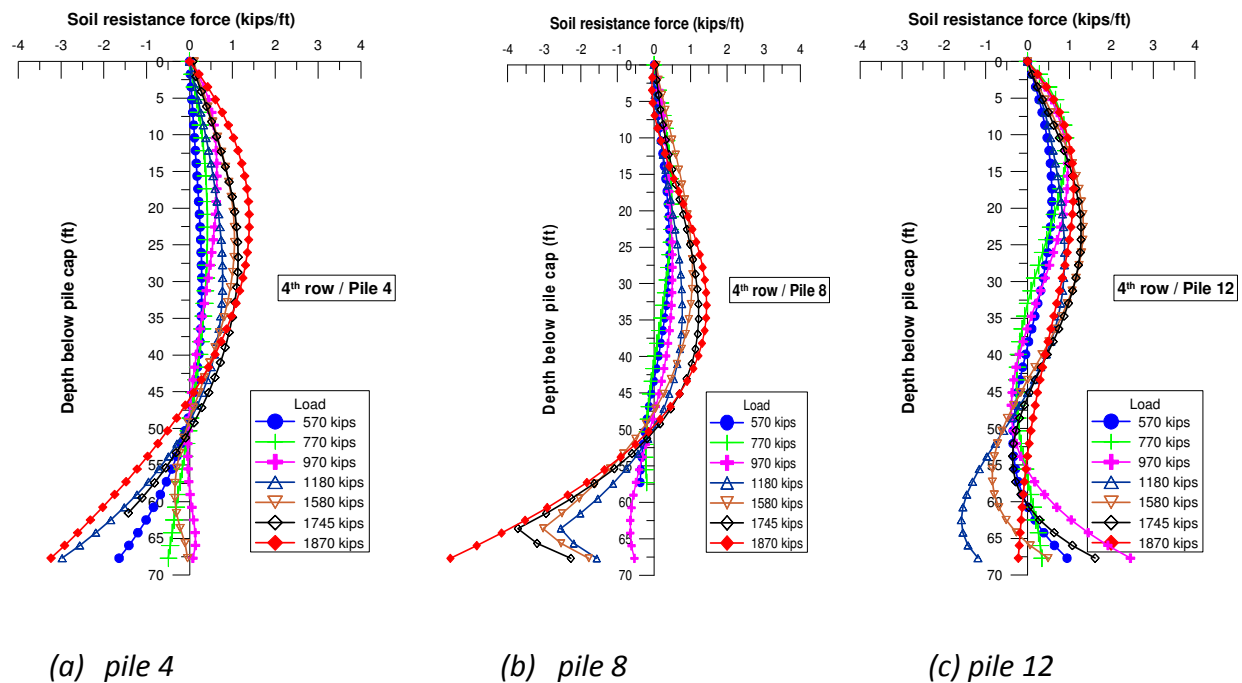 Soil resistance force (kips/ft)
-4 -3 -2 -1 0 1 2 3 4
0
5
10
15
20
25
30
35
40
45
50
55
60
65
70
Depth below pile cap (ft)
4th row / Pile 4
Load
570 kips
770 kips
970 kips
1180 kips
1580 kips
1745 kips
1870 kips
(a) pile 4
Soil resistance force (kips/ft)
-4 -3 -2 -1 0 1 2 3 4
0
5
10
15
20
25
30
35
40
45
50
55
60
65
70
Depth below pile cap (ft)
4th row / Pile 8
Load
570 kips
770 kips
970 kips
1180 kips
1580 kips
1745 kips
1870 kips
(b) pile 8
Soil resistance force (kips/ft)
-4 -3 -2 -1 0 1 2 3 4
0
5
10
15
20
25
30
35
40
45
50
55
60
65
70
Depth below pile cap (ft)
4th row / Pile 12
Load
570 kips
770 kips
970 kips
1180 kips
1580 kips
1745 kips
1870 kips
(c) pile 12